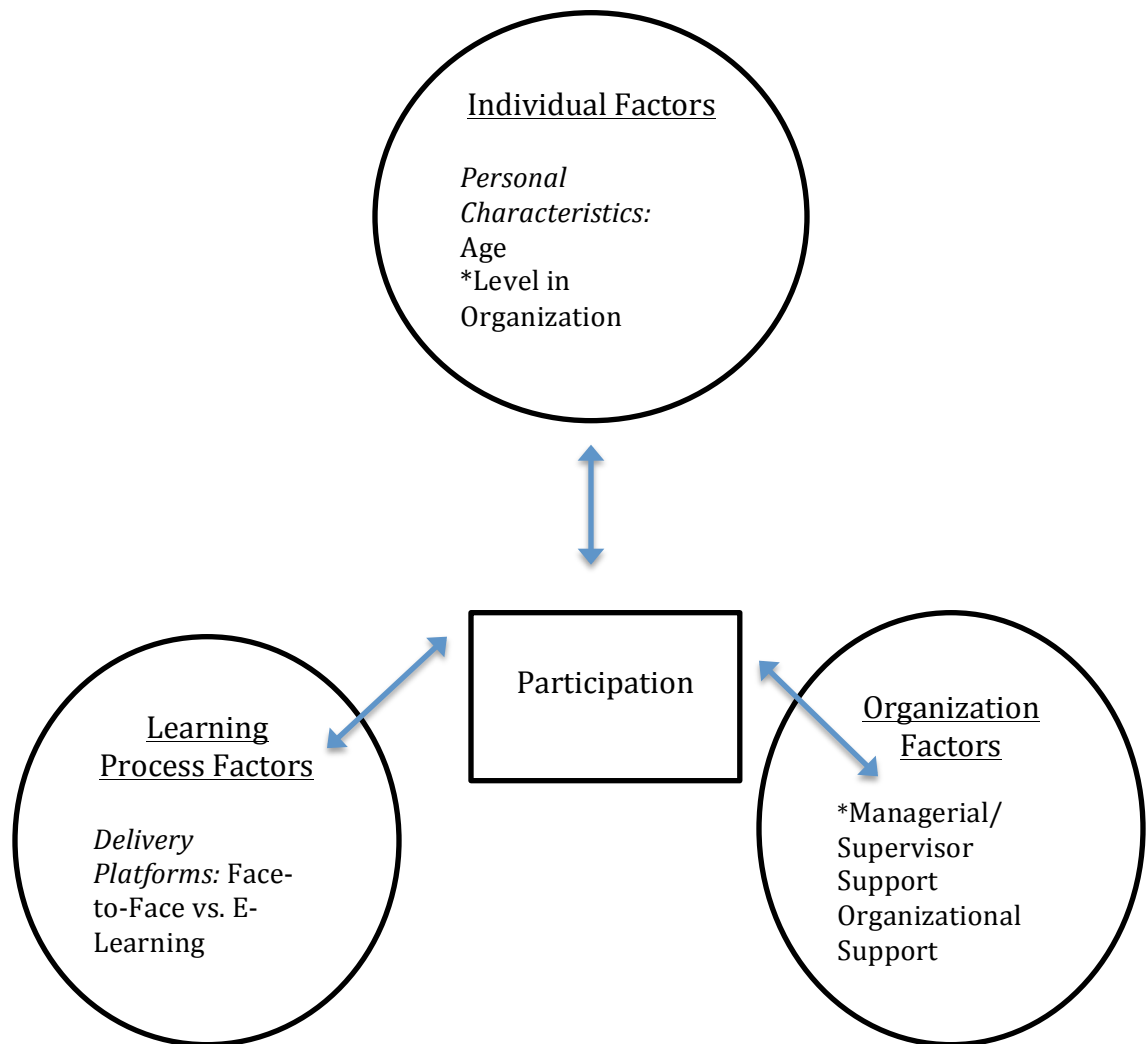 Individual Factors
Personal
Characteristics:
Age
*Level in
Organization
Participation
Learning
Process Factors
Delivery
Platforms: Face-
to-Face vs. E-
Learning
Organization
Factors
*Managerial/
Supervisor
Support
Organizational
Support